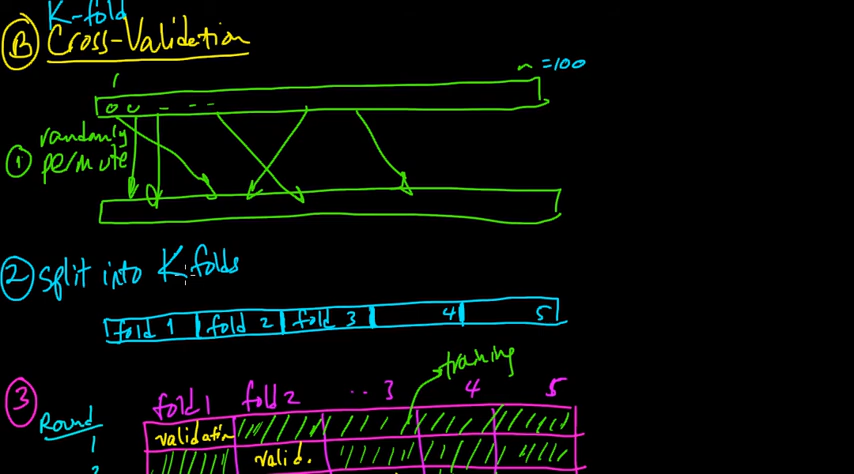 K-fold
B Cross-Validation
1 n = 100
randomly
1 permute
2 split into K folds
fold 1 fold 2 fold 3 4 5
training
3 fold 1 fold 2 .. 3 4 5
Round
1 validation
2 valid.